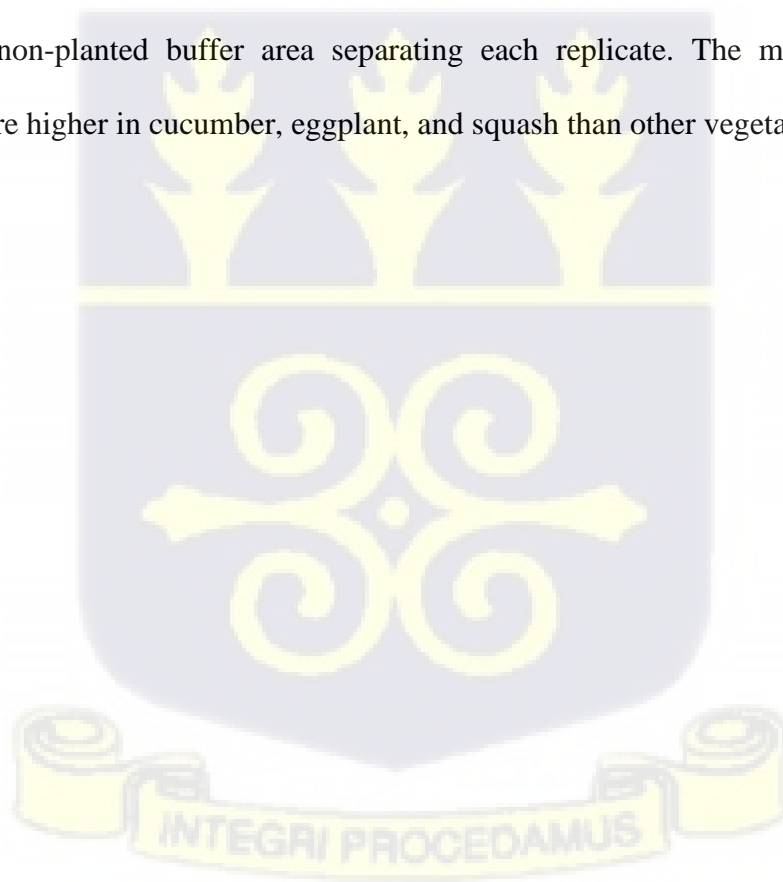 non-planted buffer area separating each replicate. The m
re higher in cucumber, eggplant, and squash than other vegeta
INTEGRI PROCEDAMUS